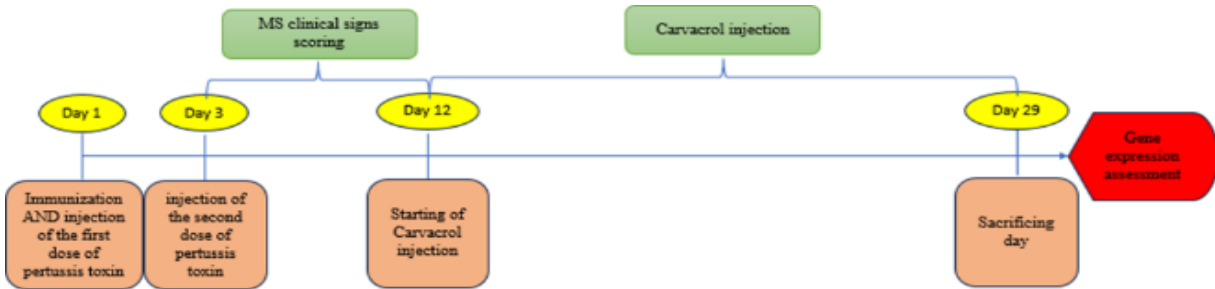 MS clinical signs
scoring
Carvacrol injection
Day 1
Day 3
Day 12
Day 29
Gene
expression
assessment
Immunization
AND injection
of the first
dose of
pertussis toxin
injection of
the second
dose of
pertussis
toxin
Starting of
Carvacrol
injection
Sacrificing
day